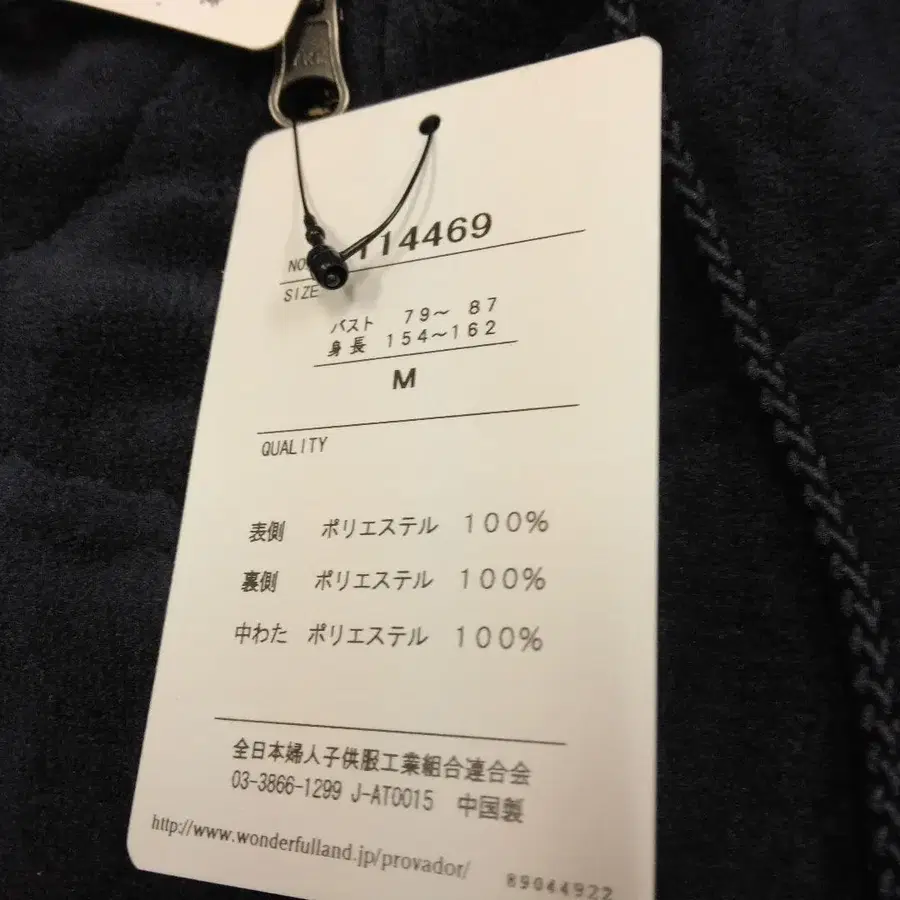 YKK
NO. 114469
SIZE
バスト 79～ 87
身長 154～162
M
QUALITY
表側 ポリエステル 100%
裏側 ポリエステル 100%
中わた ポリエステル 100%
全日本婦人子供服工業組合連合会
03-3866-1299 J-AT0015 中国製
http://www.wonderfulland.jp/provador/
89044922